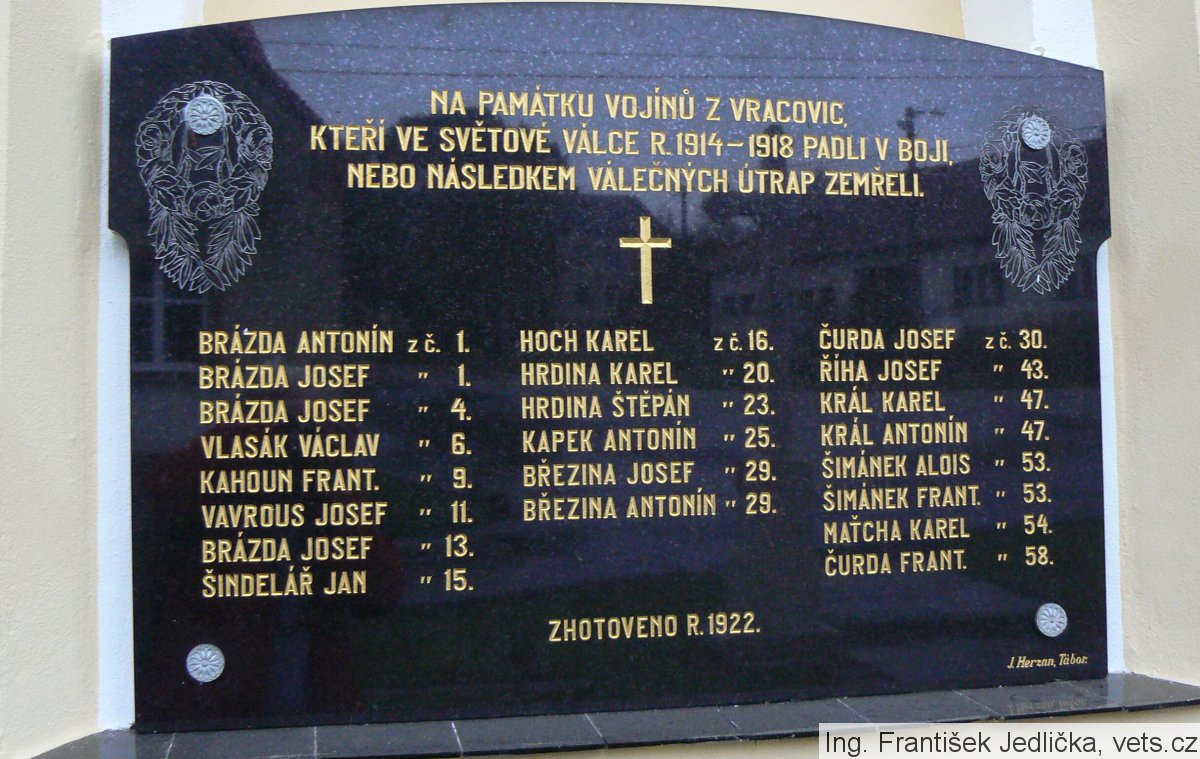 NA PAMÁTKU VOJÍNŮ Z VRACOVIC,
KTEŘÍ VE SVĚTOVÉ VÁLCE R. 1914 – 1918 PADLI V BOJI,
NEBO NÁSLEDKEM VÁLEČNÝCH ÚTRAP ZEMŘELI.
BRÁZDA ANTONÍN z č. 1.
BRÁZDA JOSEF " 1.
BRÁZDA JOSEF " 4.
VLASÁK VÁCLAV " 6.
KAHOUN FRANT. " 9.
VAVROUS JOSEF " 11.
BRÁZDA JOSEF " 13.
ŠINDELÁŘ JAN " 15.
HOCH KAREL z č. 16.
HRDINA KAREL " 20.
HRDINA ŠTĚPÁN " 23.
KAPEK ANTONÍN " 25.
BŘEZINA JOSEF " 29.
BŘEZINA ANTONÍN " 29.
ČURDA JOSEF z č. 30.
ŘÍHA JOSEF " 43.
KRÁL KAREL " 47.
KRÁL ANTONÍN " 47.
ŠIMÁNEK ALOIS " 53.
ŠIMÁNEK FRANT. " 53.
MAŤCHA KAREL " 54.
ČURDA FRANT. " 58.
ZHOTOVENO R. 1922.
J. Herzan, Tábor.
Ing. František Jedlička, vets.cz